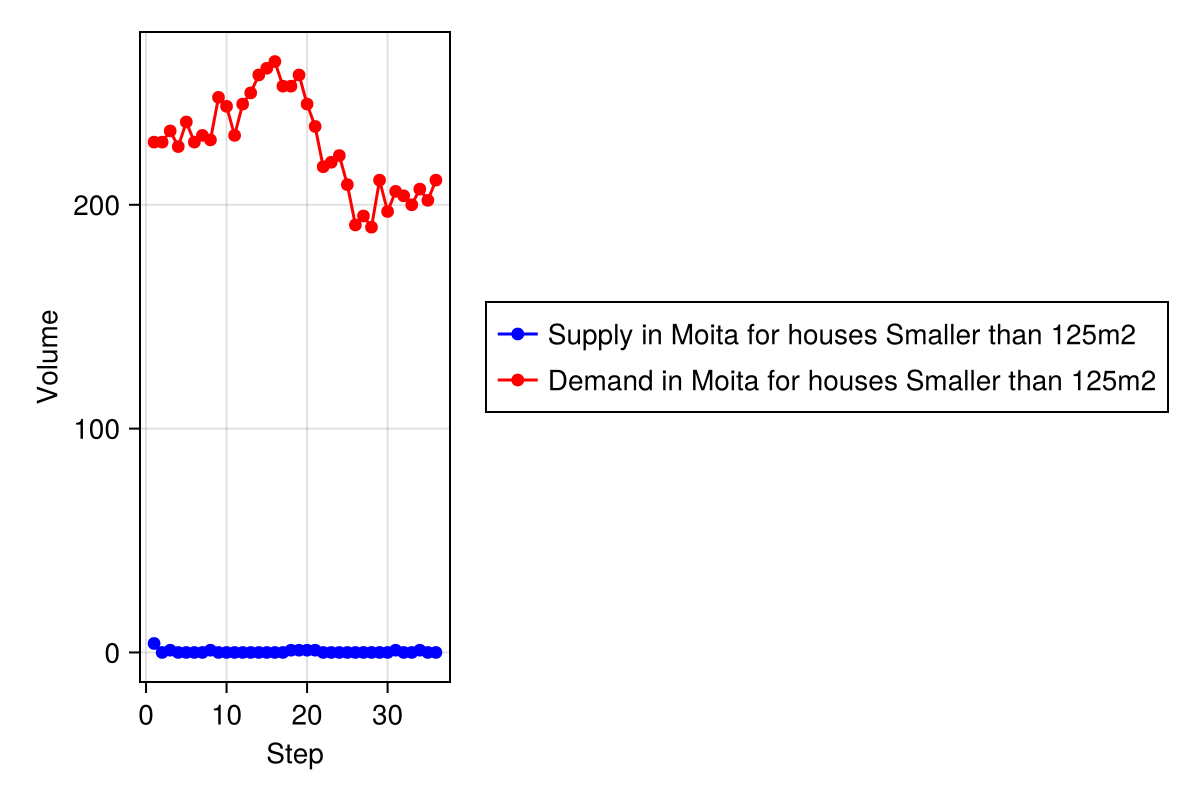 Volume
200
100
0
0 10 20 30
Step
Supply in Moita for houses Smaller than 125m2
Demand in Moita for houses Smaller than 125m2